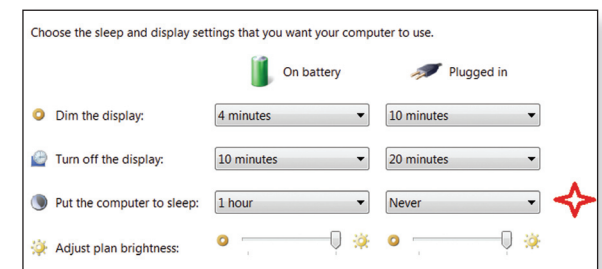 Choose the sleep and display settings that you want your computer to use.
On battery Plugged in
Dim the display: 4 minutes 10 minutes
Turn off the display: 10 minutes 20 minutes
Put the computer to sleep: 1 hour Never
Adjust plan brightness: